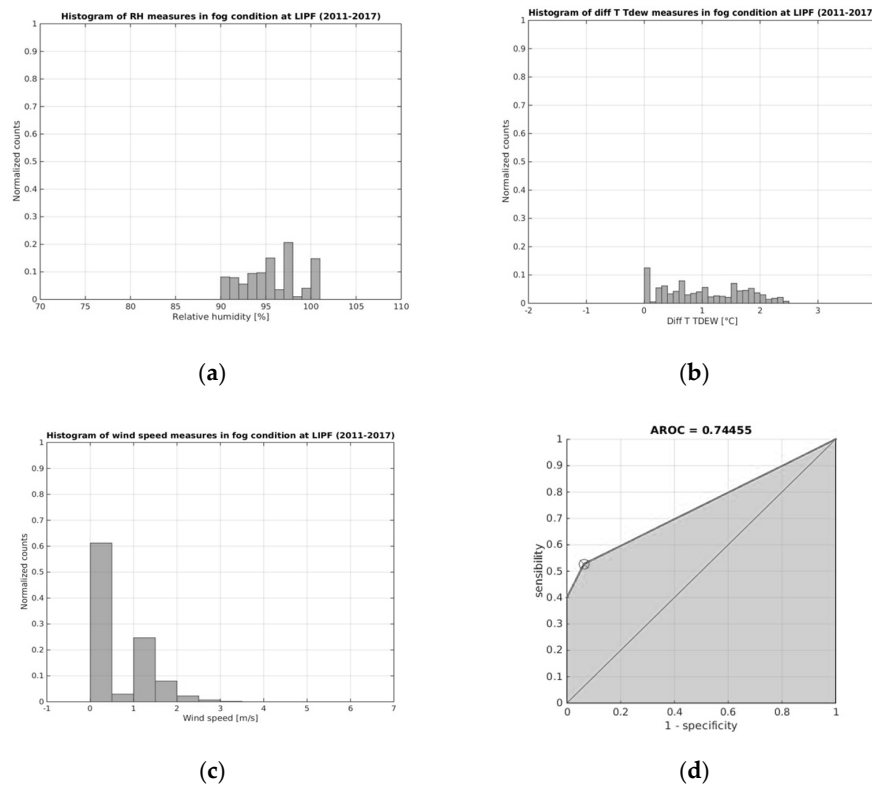 Histogram of RH measures in fog condition at LIPF (2011-2017)
1
0.9
0.8
0.7
0.6
0.5
0.4
0.3
0.2
0.1
0
Normalized counts
70 75 80 85 90 95 100 105 110
Relative humidity [%]
(a)
Histogram of diff T Tdew measures in fog condition at LIPF (2011-2017
1
0.9
0.8
0.7
0.6
0.5
0.4
0.3
0.2
0.1
0
Normalized counts
-2 -1 0 1 2 3
Diff T TDEW [°C]
(b)
Histogram of wind speed measures in fog condition at LIPF (2011-2017)
1
0.9
0.8
0.7
0.6
0.5
0.4
0.3
0.2
0.1
0
Normalized counts
-1 0 1 2 3 4 5 6 7
Wind speed [m/s]
(c)
AROC = 0.74455
1
0.9
0.8
0.7
0.6
0.5
0.4
0.3
0.2
0.1
0
sensibility
0 0.2 0.4 0.6 0.8 1
1 - specificity
(d)